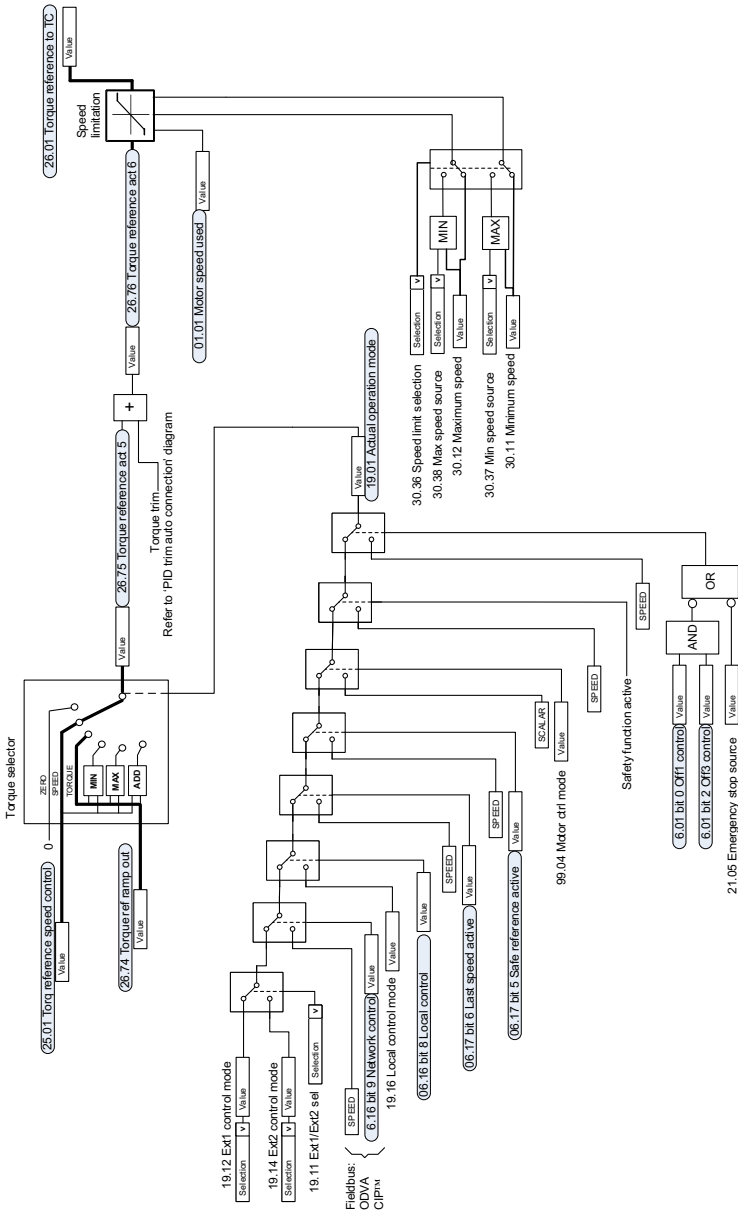 Torque selector
25.01 Torq reference speed control
Value
0
ZERO
SPEED
TORQUE
MIN
MAX
ADD
26.74 Torque ref ramp out
Value
Value
26.75 Torque reference act 5
Torque trim
Refer to 'PID trim auto connection' diagram
+
Value
26.76 Torque reference act 6
Speed
limitation
26.01 Torque reference to TC
Value
01.01 Motor speed used
Value
30.36 Speed limit selection
Selection
v
30.38 Max speed source
Selection
v
MIN
30.12 Maximum speed
Value
30.37 Min speed source
Selection
v
MAX
30.11 Minimum speed
Value
19.12 Ext1 control mode
Selection
v
Value
19.14 Ext2 control mode
Selection
v
Value
19.11 Ext1/Ext2 sel
Selection
v
Fieldbus:
ODVA
CIP™
SPEED
6.16 bit 9 Network control
Value
19.16 Local control mode
Value
06.16 bit 8 Local control
Value
SPEED
06.17 bit 6 Last speed active
Value
SPEED
06.17 bit 5 Safe reference active
Value
SCALAR
99.04 Motor ctrl mode
Value
SPEED
Safety function active
SPEED
19.01 Actual operation mode
Value
6.01 bit 0 Off1 control
Value
6.01 bit 2 Off3 control
Value
AND
OR
21.05 Emergency stop source
Value